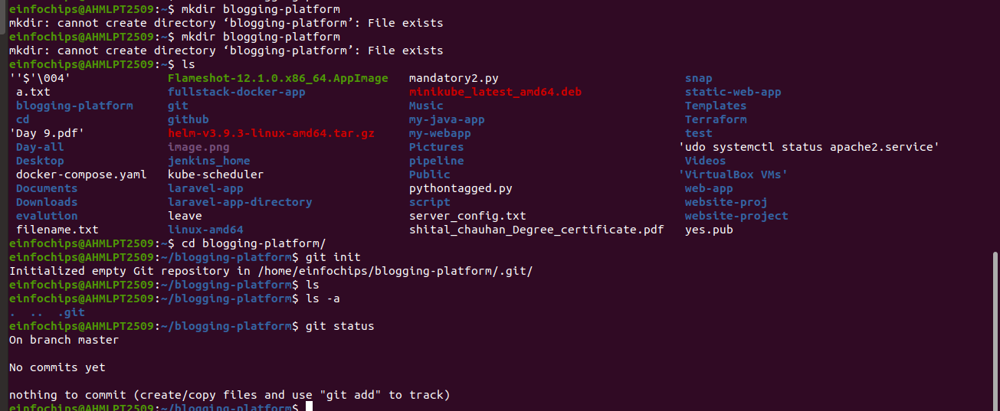 einfochips@AHMLPT2509:~$ mkdir blogging-platform
mkdir: cannot create directory ‘blogging-platform’: File exists
einfochips@AHMLPT2509:~$ mkdir blogging-platform
mkdir: cannot create directory ‘blogging-platform’: File exists
einfochips@AHMLPT2509:~$ ls
''$'\004' Flameshot-12.1.0.x86_64.AppImage mandatory2.py snap
a.txt fullstack-docker-app minikube_latest_amd64.deb static-web-app
blogging-platform git Music Templates
cd github my-java-app Terraform
'Day 9.pdf' helm-v3.9.3-linux-amd64.tar.gz my-webapp test
Day-all image.png Pictures 'udo systemctl status apache2.service'
Desktop jenkins_home pipeline Videos
docker-compose.yaml kube-scheduler Public 'VirtualBox VMs'
Documents laravel-app pythontagged.py web-app
Downloads laravel-app-directory script website-proj
evalution leave server_config.txt website-project
filename.txt linux-amd64 shital_chauhan_Degree_certificate.pdf yes.pub
einfochips@AHMLPT2509:~$ cd blogging-platform/
einfochips@AHMLPT2509:~/blogging-platform$ git init
Initialized empty Git repository in /home/einfochips/blogging-platform/.git/
einfochips@AHMLPT2509:~/blogging-platform$ ls
einfochips@AHMLPT2509:~/blogging-platform$ ls -a
. .. .git
einfochips@AHMLPT2509:~/blogging-platform$ git status
On branch master
No commits yet
nothing to commit (create/copy files and use "git add" to track)
einfochips@AHMLPT2509:~/blogging-platform$